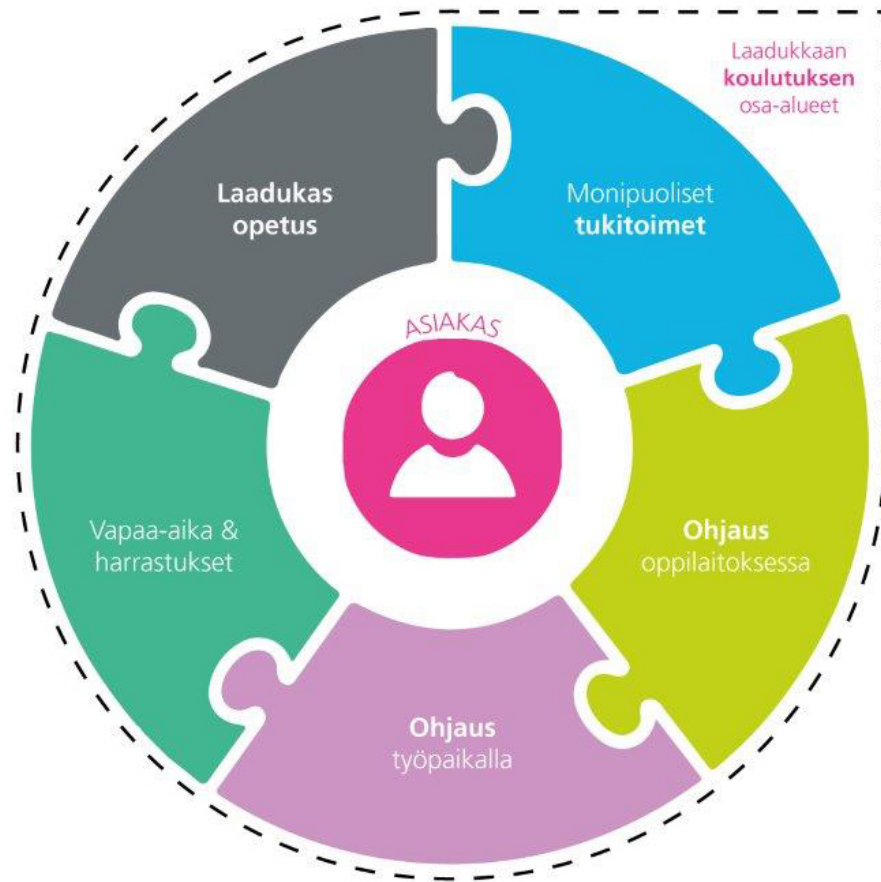 Laadukkaan
koulutuksen
osa-alueet
Laadukas
opetus
Monipuoliset
tukitoimet
ASIAKAS
Vapaa-aika &
harrastukset
Ohjaus
oppilaitoksessa
Ohjaus
työpaikalla